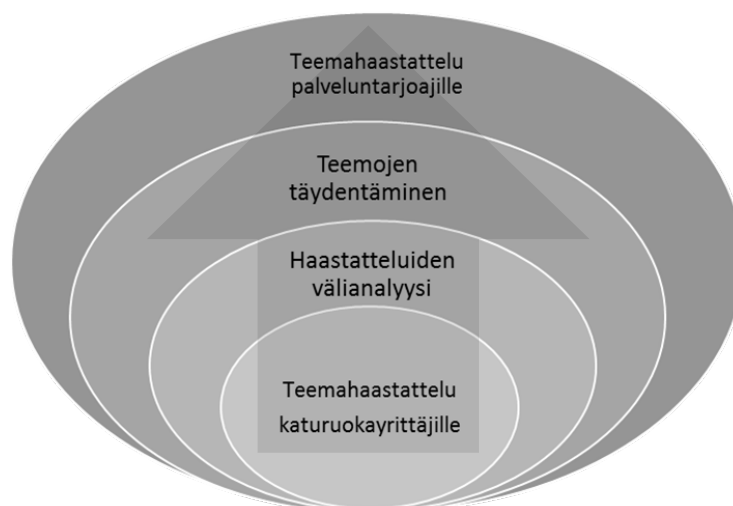 Teemahaastattelu
palveluntarjoajille
Teemojen
täydentäminen
Haastatteluiden
välianalyysi
Teemahaastattelu
katuruokayrittäjille